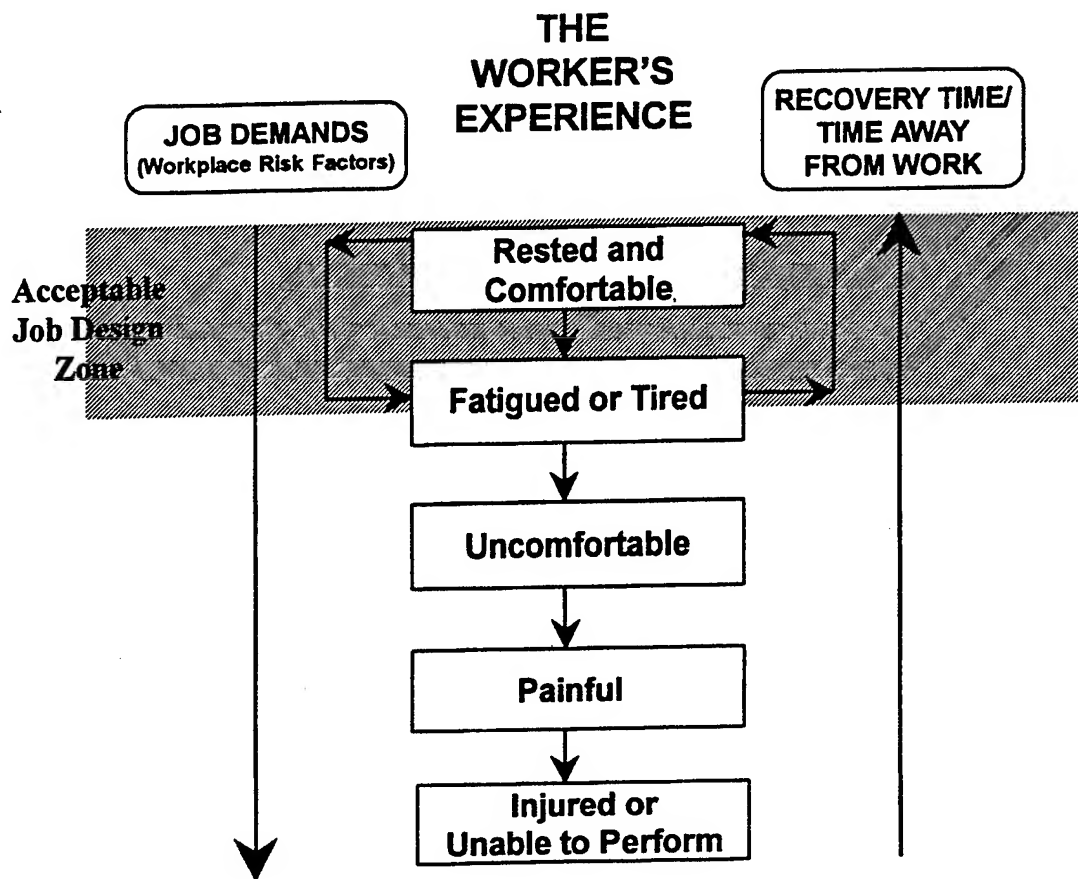 THE
WORKER'S
EXPERIENCE
JOB DEMANDS
(Workplace Risk Factors)
RECOVERY TIME/
TIME AWAY
FROM WORK
Acceptable
Job Design
Zone
Rested and
Comfortable
Fatigued or Tired
Uncomfortable
Painful
Injured or
Unable to Perform